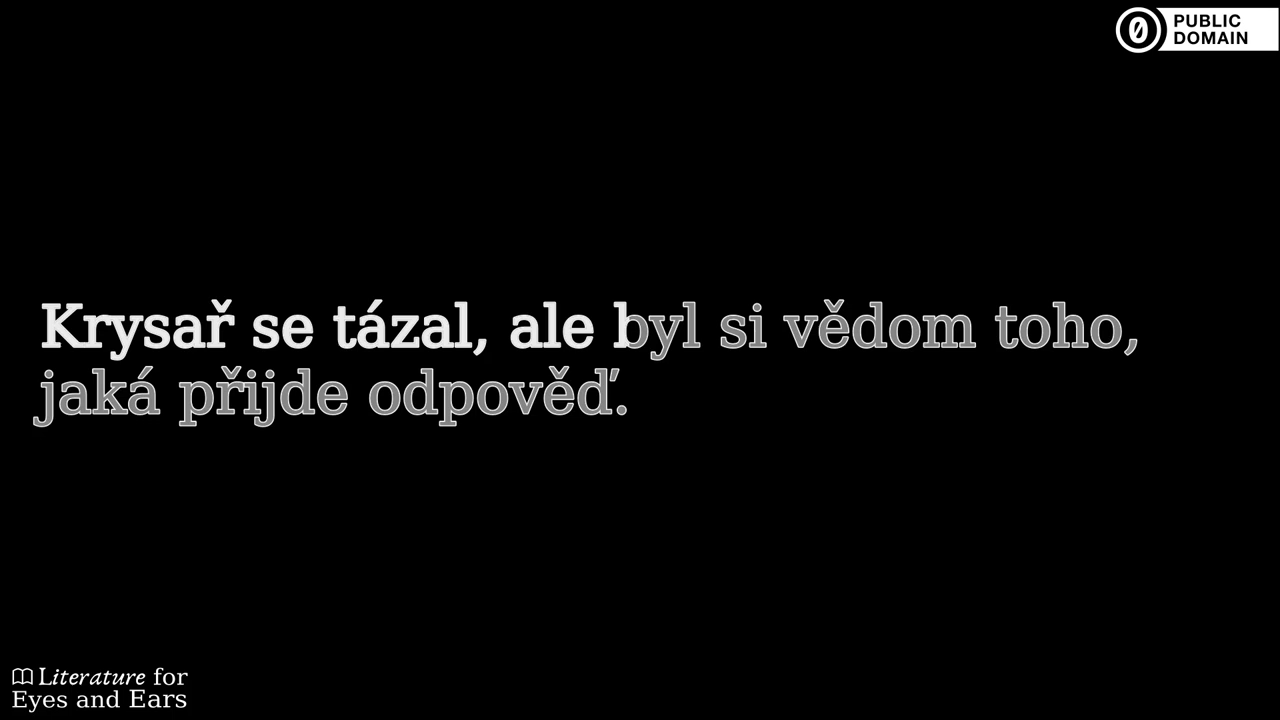 PUBLIC
DOMAIN
Krysař se tázal, ale byl si vědom toho,
jaká přijde odpověď.
Literature for
Eyes and Ears